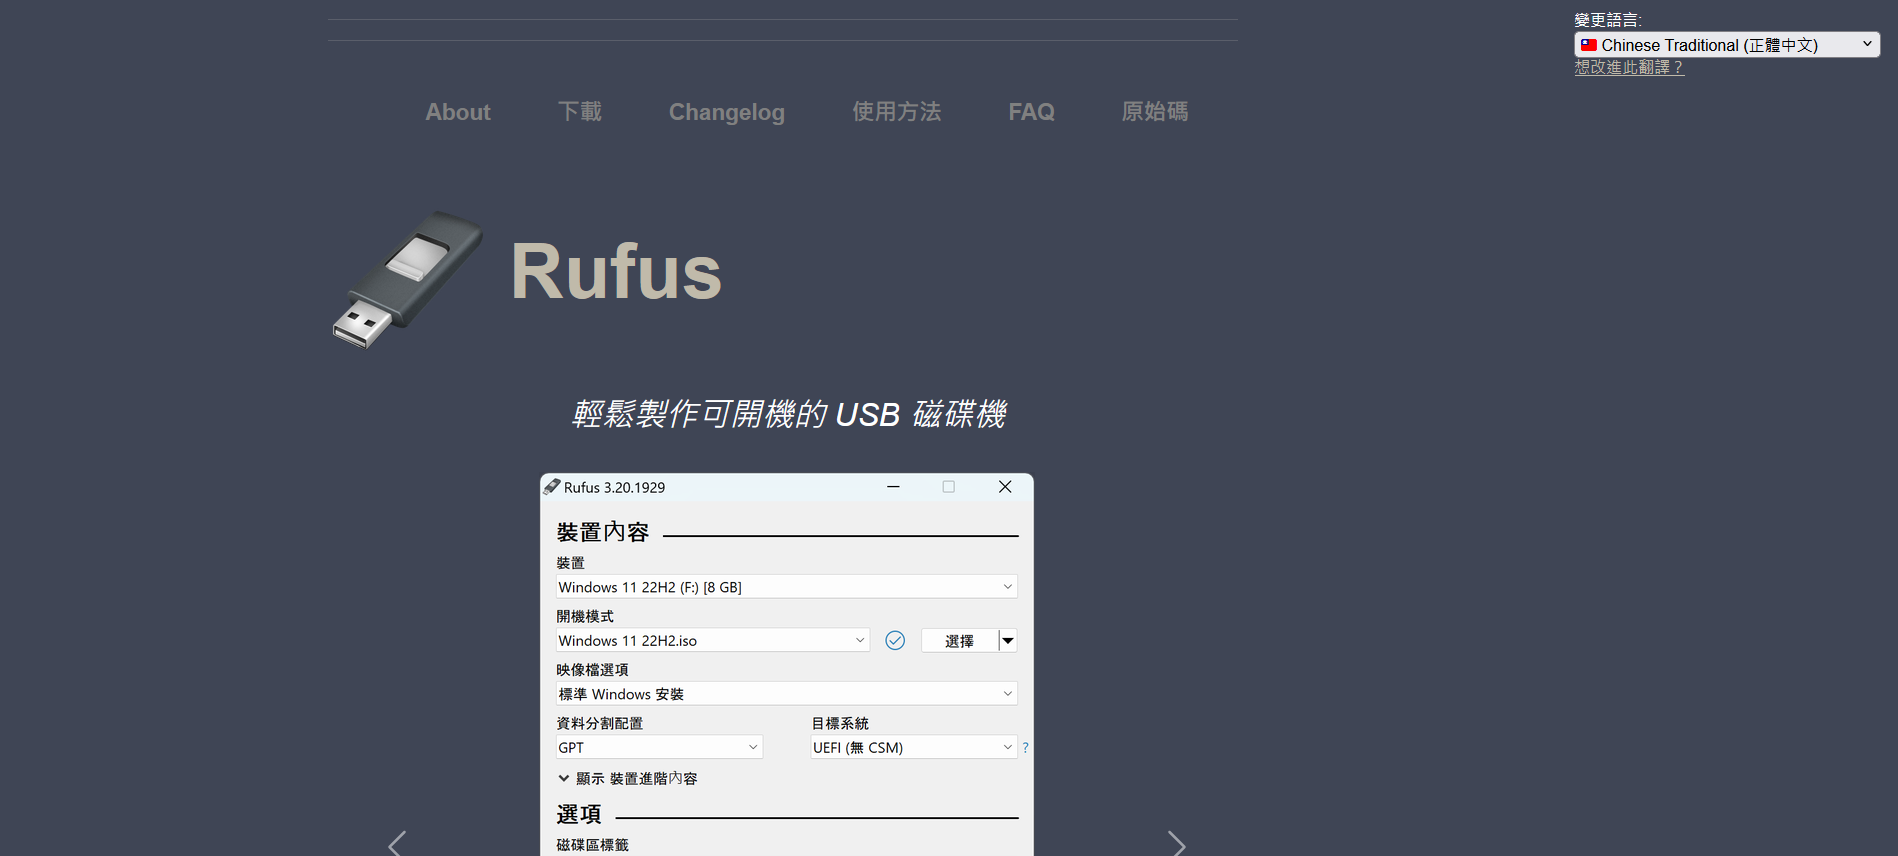 變更語言:
Chinese Traditional (正體中文)
想改進此翻譯？
About 下載 Changelog 使用方法 FAQ 原始碼
Rufus
輕鬆製作可開機的 USB 磁碟機
Rufus 3.20.1929
裝置內容
裝置
Windows 11 22H2 (F:) [8 GB]
開機模式
Windows 11 22H2.iso 選擇
映像檔選項
標準 Windows 安裝
資料分割配置 目標系統
GPT UEFI (無 CSM) ?
顯示 裝置進階內容
選項
磁碟區標籤